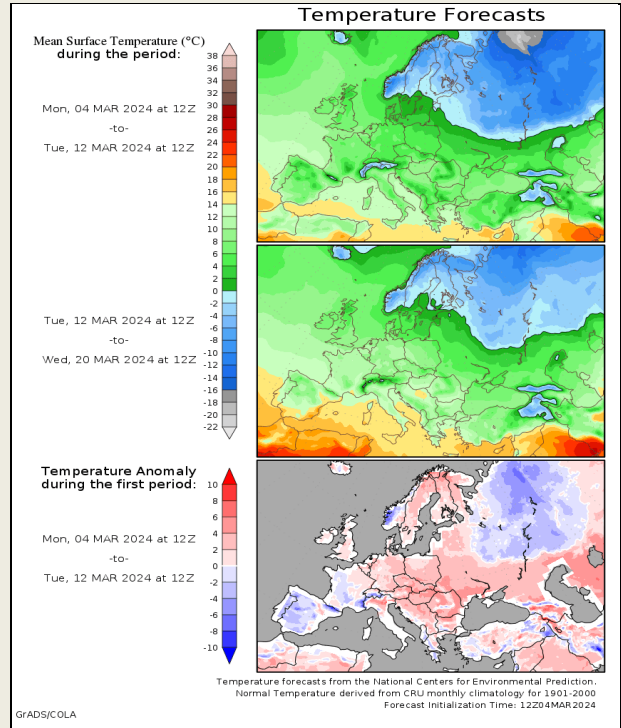 Temperature Forecasts
Mean Surface Temperature (°C)
during the period:
38
36
34
Mon, 04 MAR 2024 at 12Z
32
30
-to-
28
26
Tue, 12 MAR 2024 at 12Z
24
22
20
18
16
14
12
10
8
6
4
2
0
-2
Tue, 12 MAR 2024 at 12Z
-4
-6
-to-
-8
Wed, 20 MAR 2024 at 12Z
-10
-12
-14
-16
-18
-20
-22
Temperature Anomaly
during the first period:
10
8
6
Mon, 04 MAR 2024 at 12Z
4
2
-to-
0
Tue, 12 MAR 2024 at 12Z
-2
-4
-6
-8
-10
Temperature forecasts from the National Centers for Environmental Prediction.
Normal Temperature derived from CRU monthly climatology for 1901-2000
Forecast Initialization Time: 12Z04MAR2024
GrADS/COLA